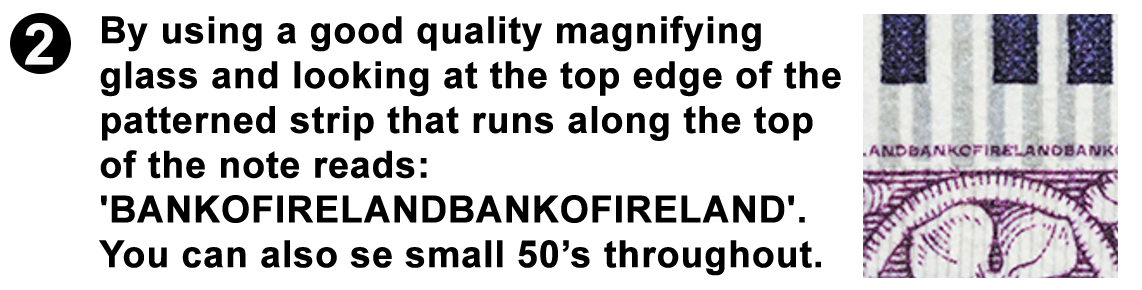 2
By using a good quality magnifying
glass and looking at the top edge of the
patterned strip that runs along the top
of the note reads:
'BANKOFIRELANDBANKOFIRELAND'.
You can also se small 50’s throughout.
.ANDBANKOFIRELANDBANK